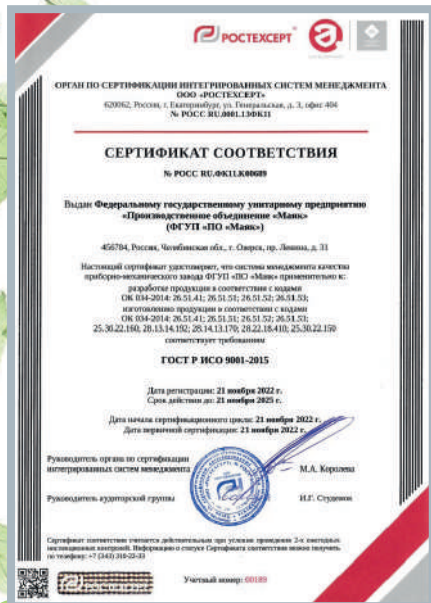 РОСТЕХСЕРТ
ОРГАН ПО СЕРТИФИКАЦИИ ИНТЕГРИРОВАННЫХ СИСТЕМ МЕНЕДЖМЕНТА
ООО «РОСТЕХСЕРТ»
620062, Россия, г. Екатеринбург, ул. Генеральская, д. 3, офис 404
№ РОСС RU.0001.13ФК11
СЕРТИФИКАТ СООТВЕТСТВИЯ
№ РОСС RU.ФК11.К00689
Выдан Федеральному государственному унитарному предприятию
«Производственное объединение «Маяк»
(ФГУП «ПО «Маяк»)
456784, Россия, Челябинская обл., г. Озерск, пр. Ленина, д. 31
Настоящий сертификат удостоверяет, что система менеджмента качества
приборно-механического завода ФГУП «ПО «Маяк» применительно к:
разработке продукции в соответствии с кодами
ОК 034-2014: 26.51.41; 26.51.51; 26.51.52; 26.51.53;
изготовлению продукции в соответствии с кодами
ОК 034-2014: 26.51.41; 26.51.51; 26.51.52; 26.51.53;
25.30.22.160; 28.13.14.192; 28.14.13.170; 28.22.18.410; 25.30.22.150
соответствует требованиям
ГОСТ Р ИСО 9001-2015
Дата регистрации: 21 ноября 2022 г.
Срок действия до: 21 ноября 2025 г.
Дата начала сертификационного цикла: 21 ноября 2022 г.
Дата первичной сертификации: 21 ноября 2022 г.
Руководитель органа по сертификации
интегрированных систем менеджмента М.А. Королева
Руководитель аудиторской группы И.Г. Студенок
Сертификат соответствия считается действительным при условии проведения 2-х ежегодных
инспекционных контролей. Информацию о статусе Сертификата соответствия можно получить
по телефону: +7 (343) 310-22-33
Учетный номер: 00189